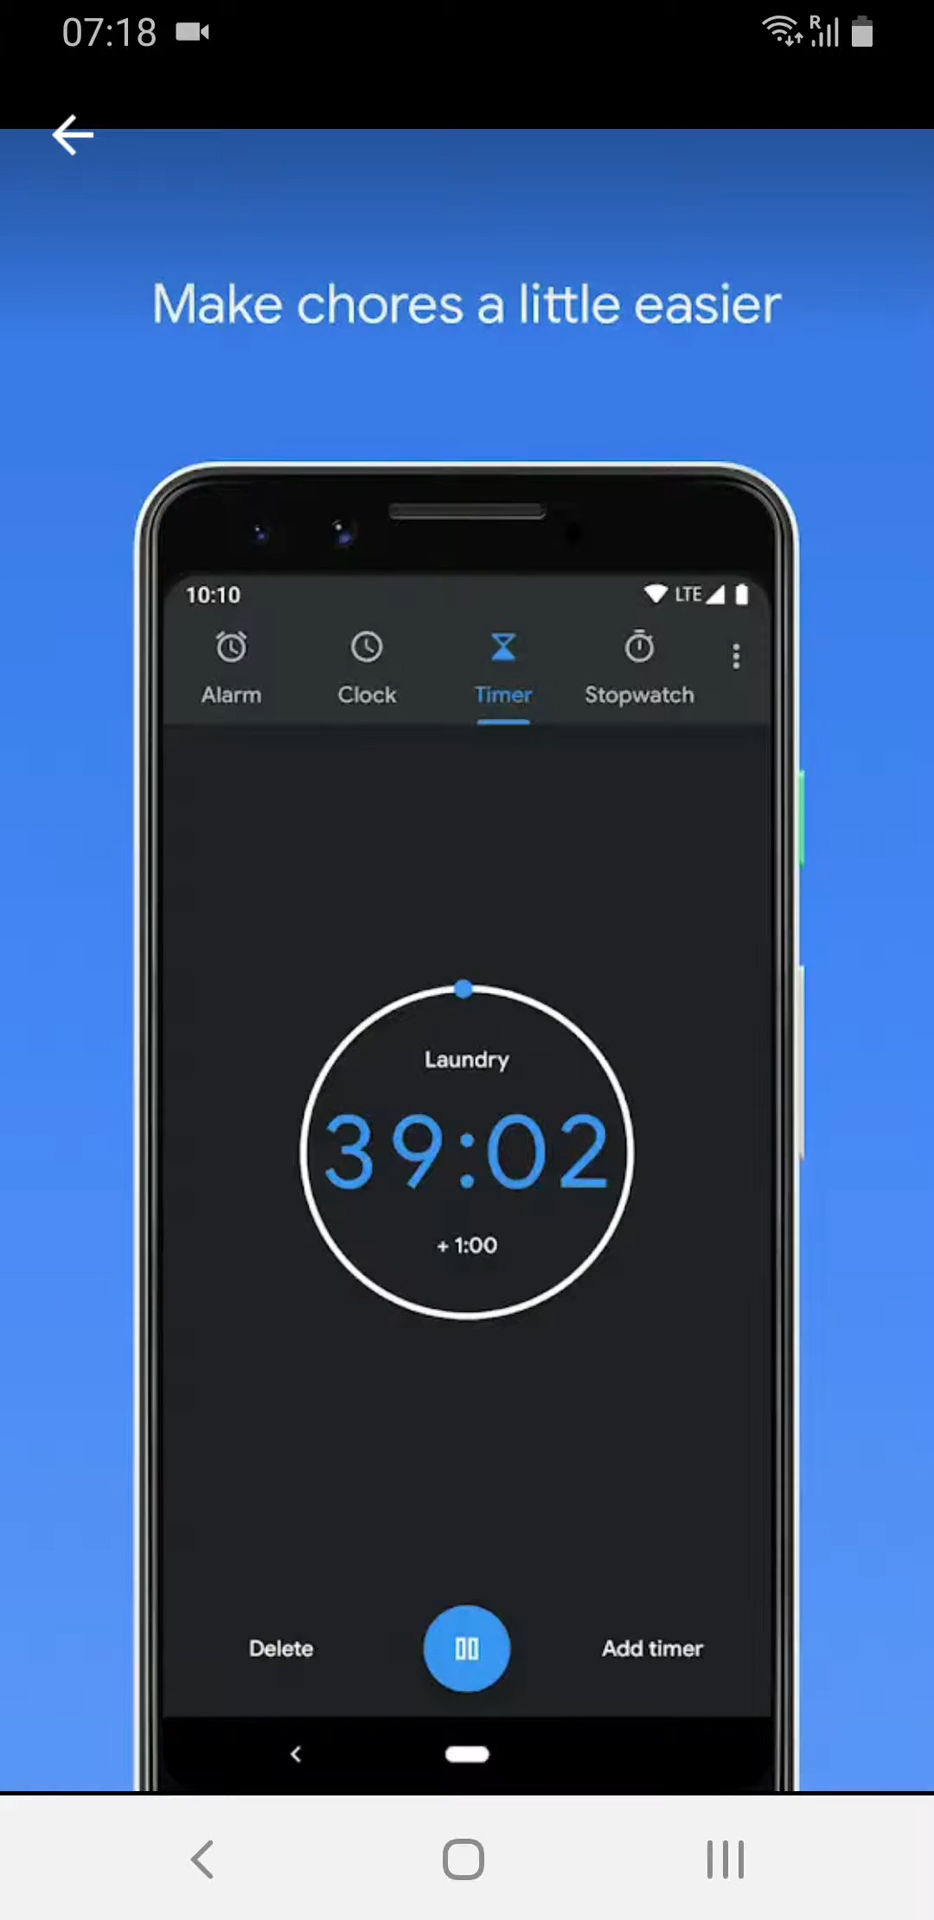 07:18
R
Make chores a little easier
10:10
LTE
Alarm
Clock
Timer
Stopwatch
Laundry
39:02
+ 1:00
Delete
Add timer